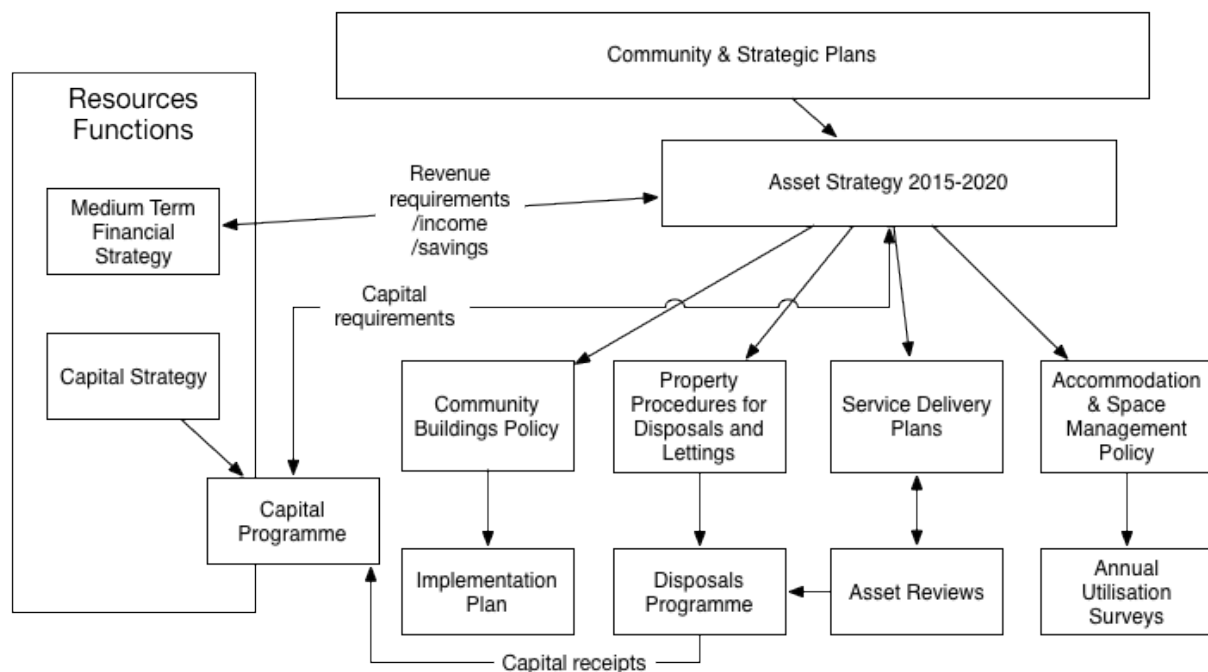 Community & Strategic Plans
Resources
Functions
Asset Strategy 2015-2020
Revenue
requirements
/income
/savings
Medium Term
Financial
Strategy
Capital
requirements
Capital Strategy
Community
Buildings Policy
Property
Procedures for
Disposals and
Lettings
Service Delivery
Plans
Accommodation
& Space
Management
Policy
Capital
Programme
Implementation
Plan
Disposals
Programme
Asset Reviews
Annual
Utilisation
Surveys
Capital receipts